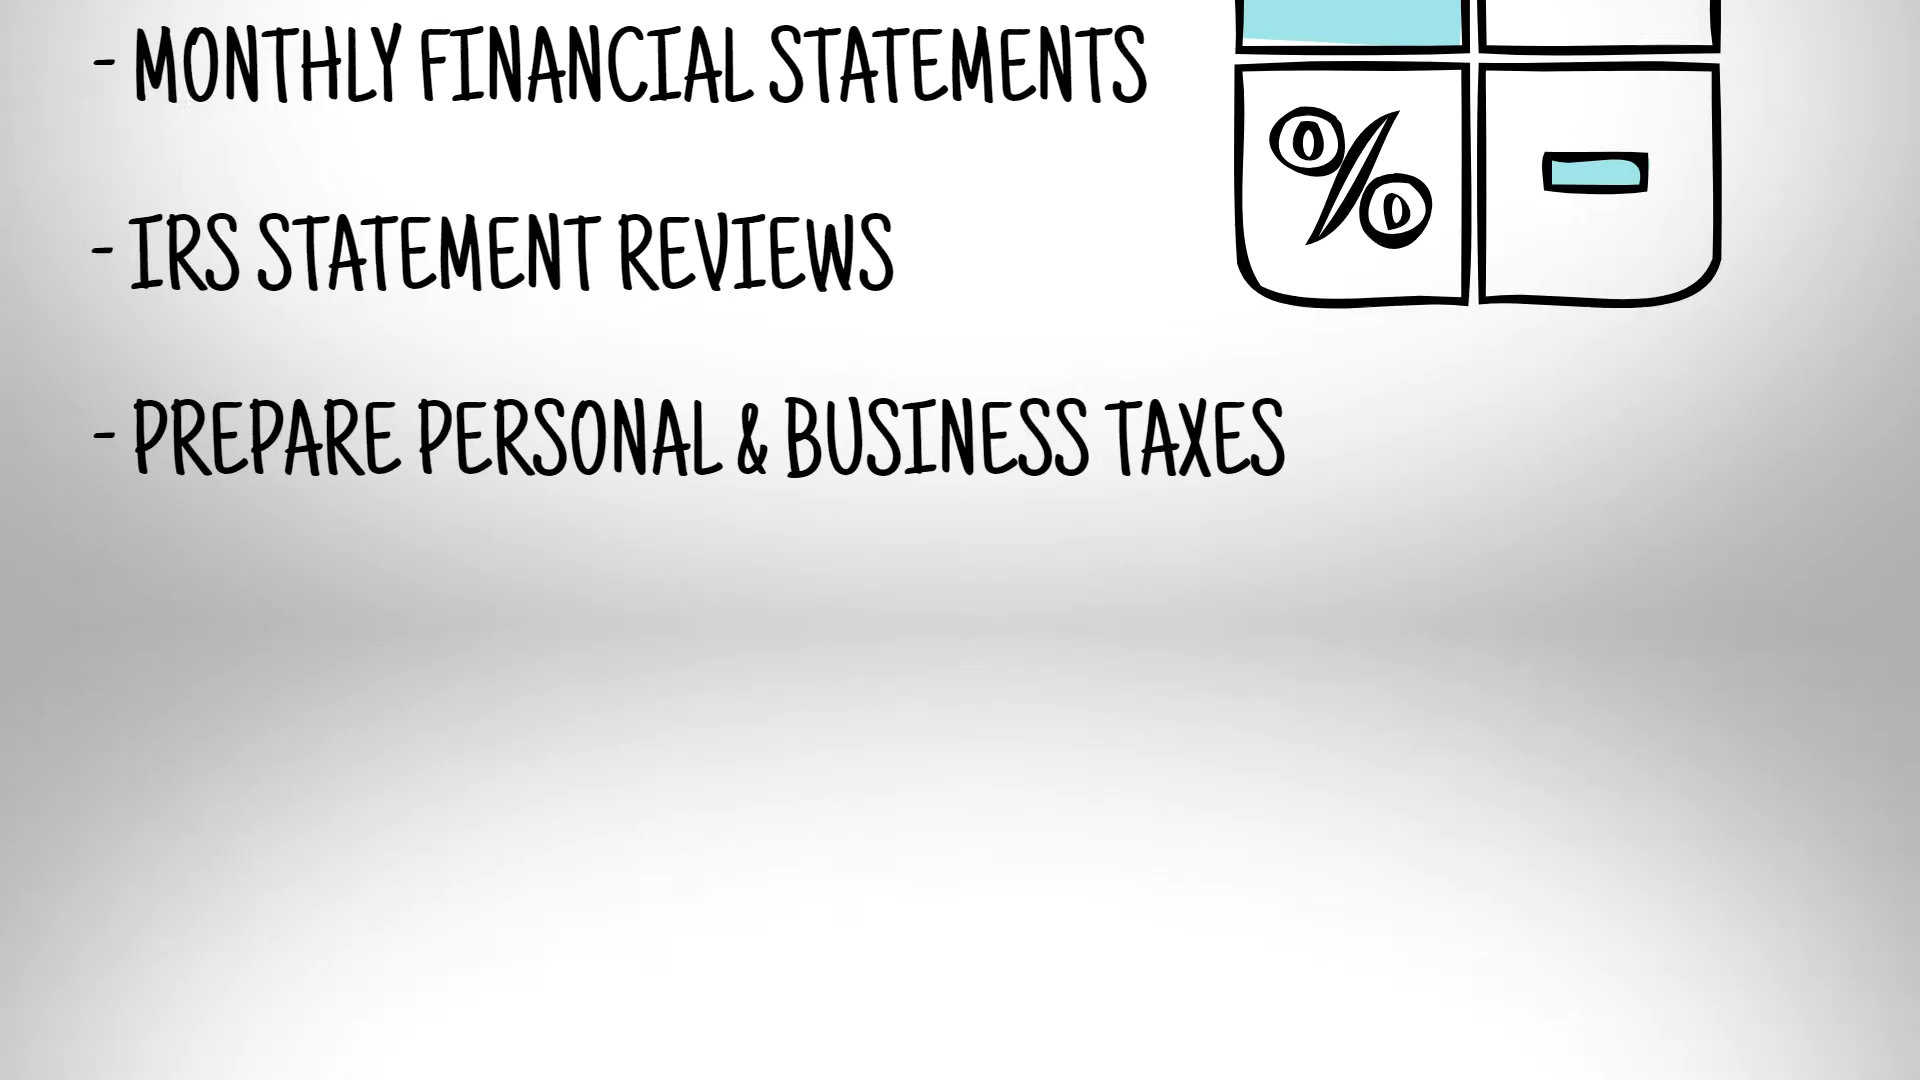 - MONTHLY FINANCIAL STATEMENTS
- IRS STATEMENT REVIEWS
- PREPARE PERSONAL & BUSINESS TAXES
%
-